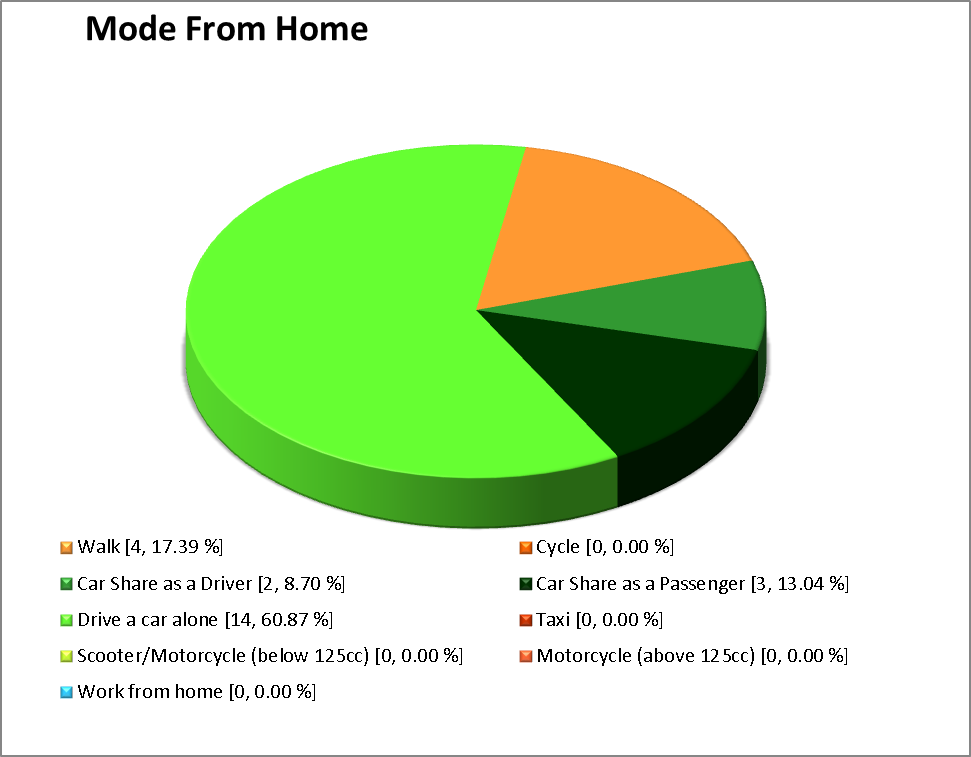 Mode From Home
Walk [4, 17.39 %]
Cycle [0, 0.00 %]
Car Share as a Driver [2, 8.70 %]
Car Share as a Passenger [3, 13.04 %]
Drive a car alone [14, 60.87 %]
Taxi [0, 0.00 %]
Scooter/Motorcycle (below 125cc) [0, 0.00 %]
Motorcycle (above 125cc) [0, 0.00 %]
Work from home [0, 0.00 %]